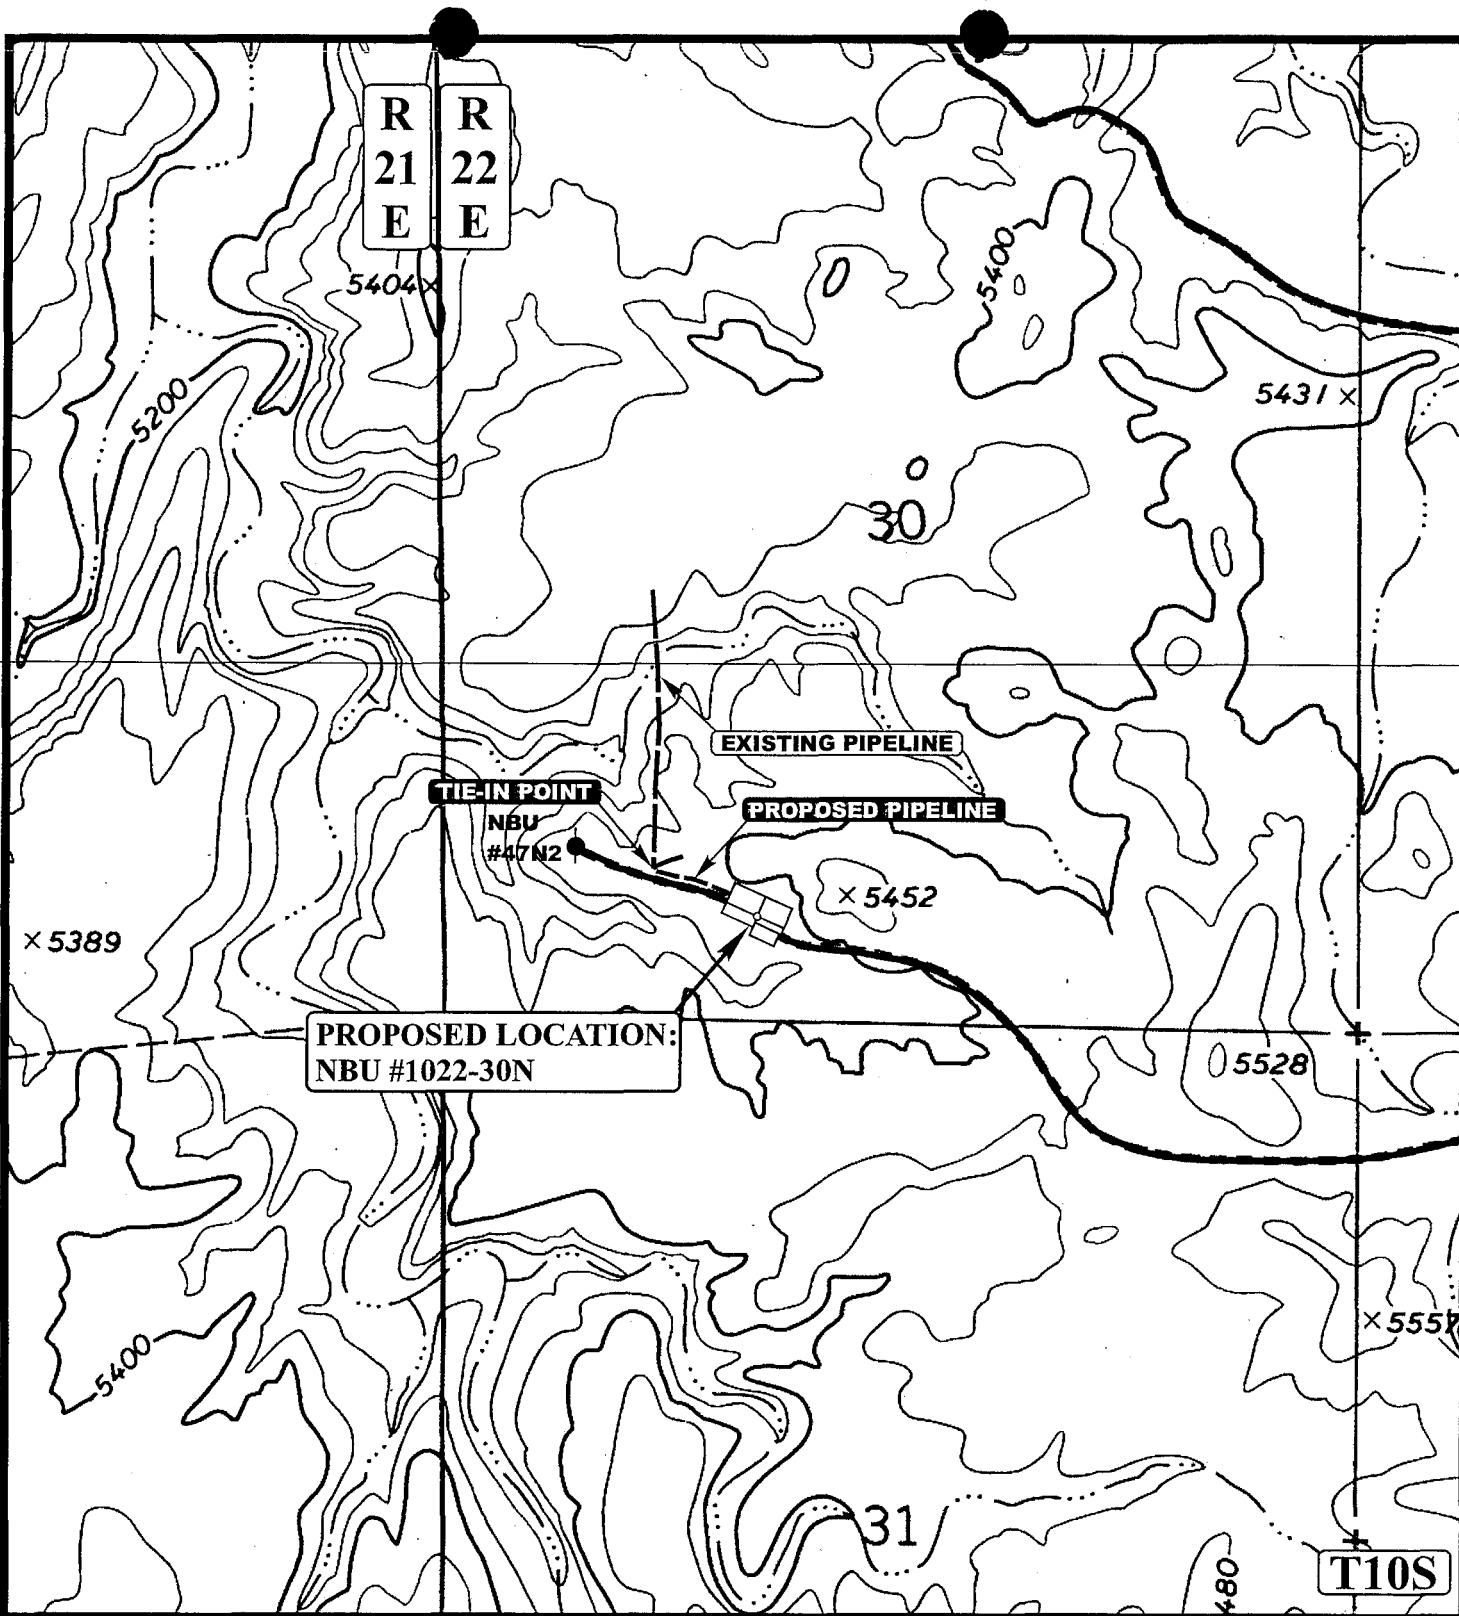 R
21
E
R
22
E
5404
5400
5431
5200
30
EXISTING PIPELINE
TIE-IN POINT
NBU
#47N2
PROPOSED PIPELINE
5452
5389
PROPOSED LOCATION:
NBU #1022-30N
5528
5557
5400
31
480
T10S